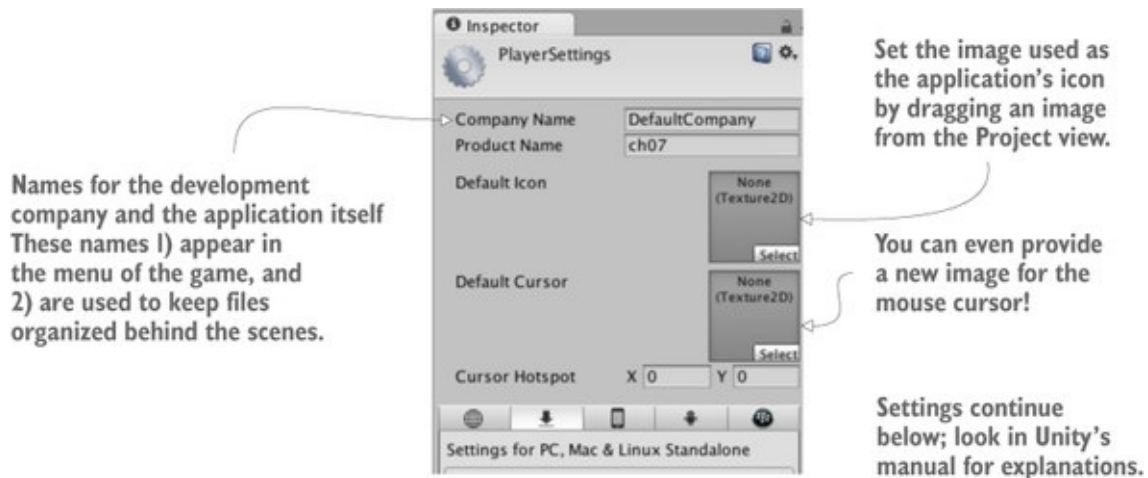 Inspector
PlayerSettings
Company Name DefaultCompany
Product Name ch07
Default Icon
None
(Texture2D)
Select
Default Cursor
None
(Texture2D)
Select
Cursor Hotspot X 0 Y 0
Settings for PC, Mac & Linux Standalone
Names for the development
company and the application itself
These names 1) appear in
the menu of the game, and
2) are used to keep files
organized behind the scenes.
Set the image used as
the application's icon
by dragging an image
from the Project view.
You can even provide
a new image for the
mouse cursor!
Settings continue
below; look in Unity's
manual for explanations.